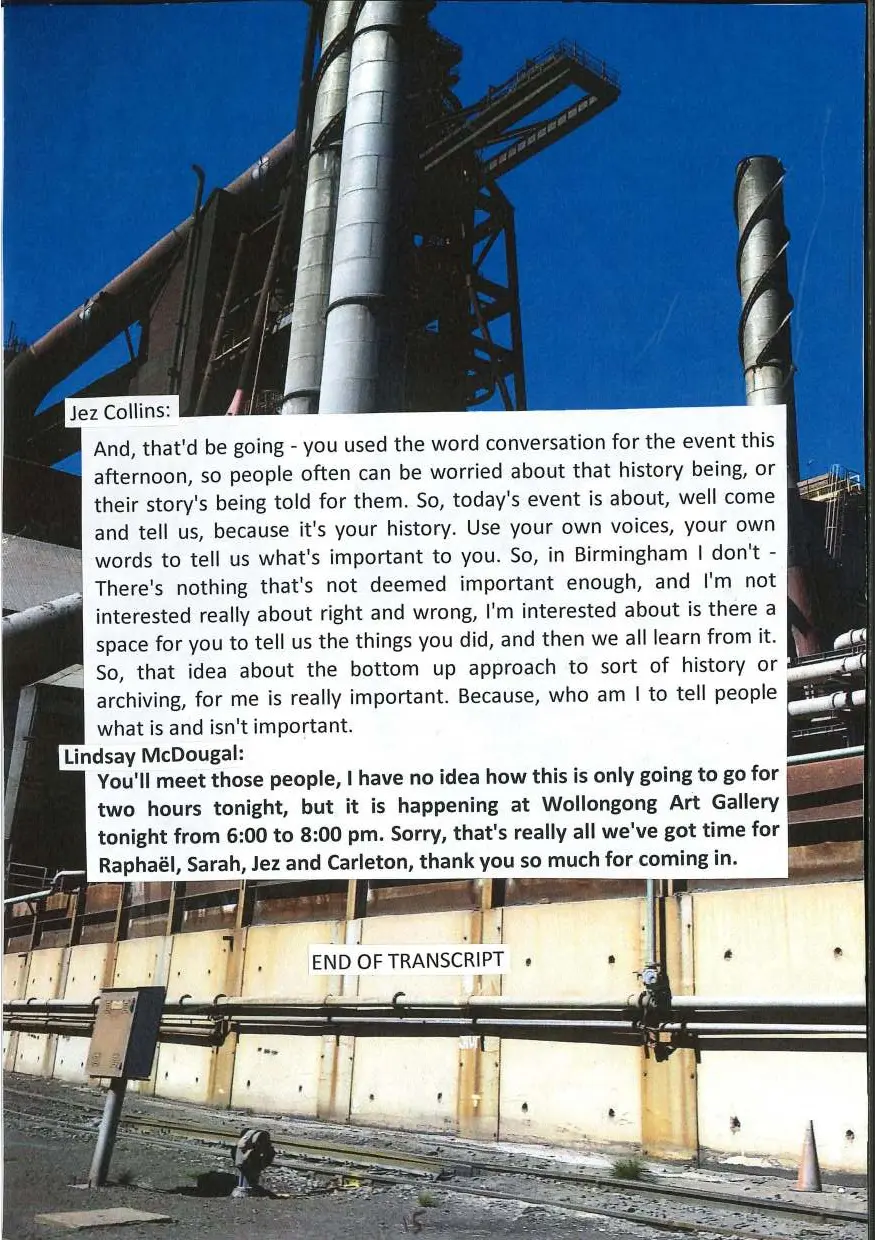 Jez Collins:
And, that'd be going - you used the word conversation for the event this
afternoon, so people often can be worried about that history being, or
their story's being told for them. So, today's event is about, well come
and tell us, because it's your history. Use your own voices, your own
words to tell us what's important to you. So, in Birmingham I don't -
There's nothing that's not deemed important enough, and I'm not
interested really about right and wrong, I'm interested about is there a
space for you to tell us the things you did, and then we all learn from it.
So, that idea about the bottom up approach to sort of history or
archiving, for me is really important. Because, who am I to tell people
what is and isn't important.
Lindsay McDougal:
You'll meet those people, I have no idea how this is only going to go for
two hours tonight, but it is happening at Wollongong Art Gallery
tonight from 6:00 to 8:00 pm. Sorry, that's really all we've got time for
Raphaël, Sarah, Jez and Carleton, thank you so much for coming in.
END OF TRANSCRIPT
15